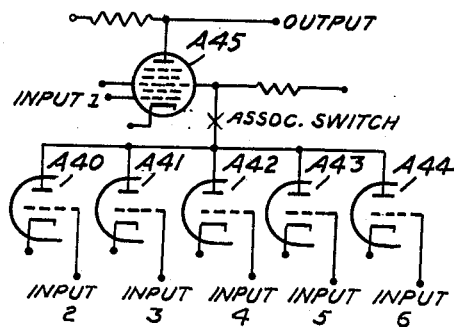 OUTPUT
A45
INPUT 1
ASSOC. SWITCH
A40 A41 A42 A43 A44
INPUT INPUT INPUT INPUT INPUT
2 3 4 5 6